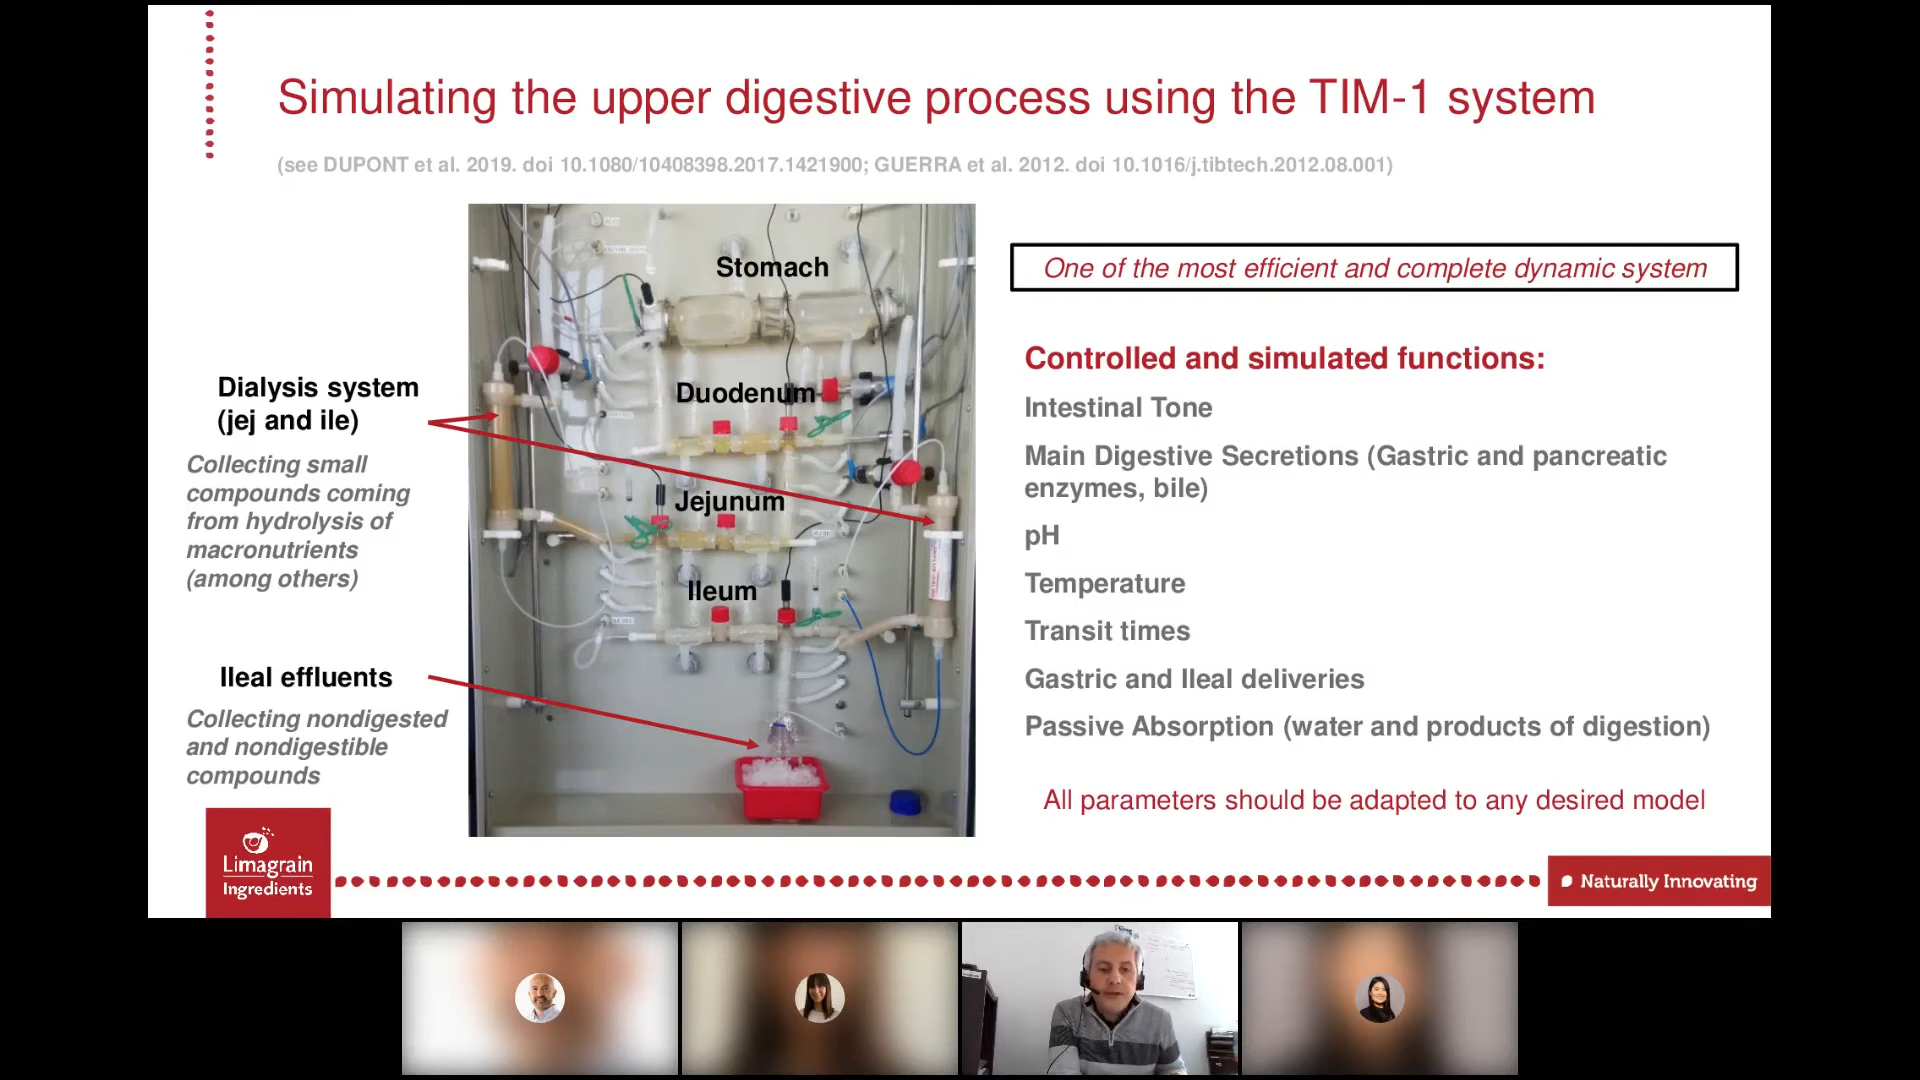 Simulating the upper digestive process using the TIM-1 system
(see DUPONT et al. 2019. doi 10.1080/10408398.2017.1421900; GUERRA et al. 2012. doi 10.1016/j.tibtech.2012.08.001)
Stomach
Duodenum
Jejunum
Ileum
Dialysis system
(jej and ile)
Collecting small
compounds coming
from hydrolysis of
macronutrients
(among others)
Ileal effluents
Collecting nondigested
and nondigestible
compounds
One of the most efficient and complete dynamic system
Controlled and simulated functions:
Intestinal Tone
Main Digestive Secretions (Gastric and pancreatic
enzymes, bile)
pH
Temperature
Transit times
Gastric and Ileal deliveries
Passive Absorption (water and products of digestion)
All parameters should be adapted to any desired model
Limagrain
Ingredients
Naturally Innovating